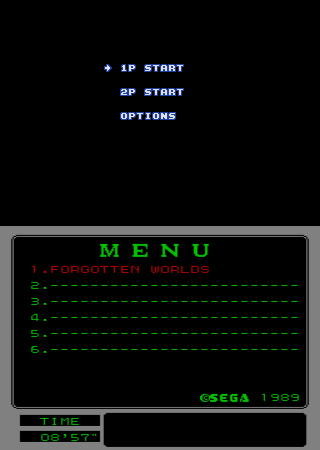 → 1P START
2P START
OPTIONS
MENU
1.FORGOTTEN WORLDS
2.-------------------------------
3.-------------------------------
4.-------------------------------
5.-------------------------------
6.-------------------------------
©SEGA 1989
TIME
08'57"